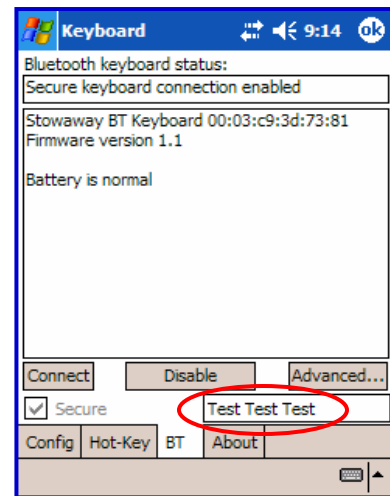 Keyboard 9:14 ok
Bluetooth keyboard status:
Secure keyboard connection enabled
Stowaway BT Keyboard 00:03:c9:3d:73:81
Firmware version 1.1
Battery is normal
Connect Disable Advanced...
Secure Test Test Test
Config Hot-Key BT About